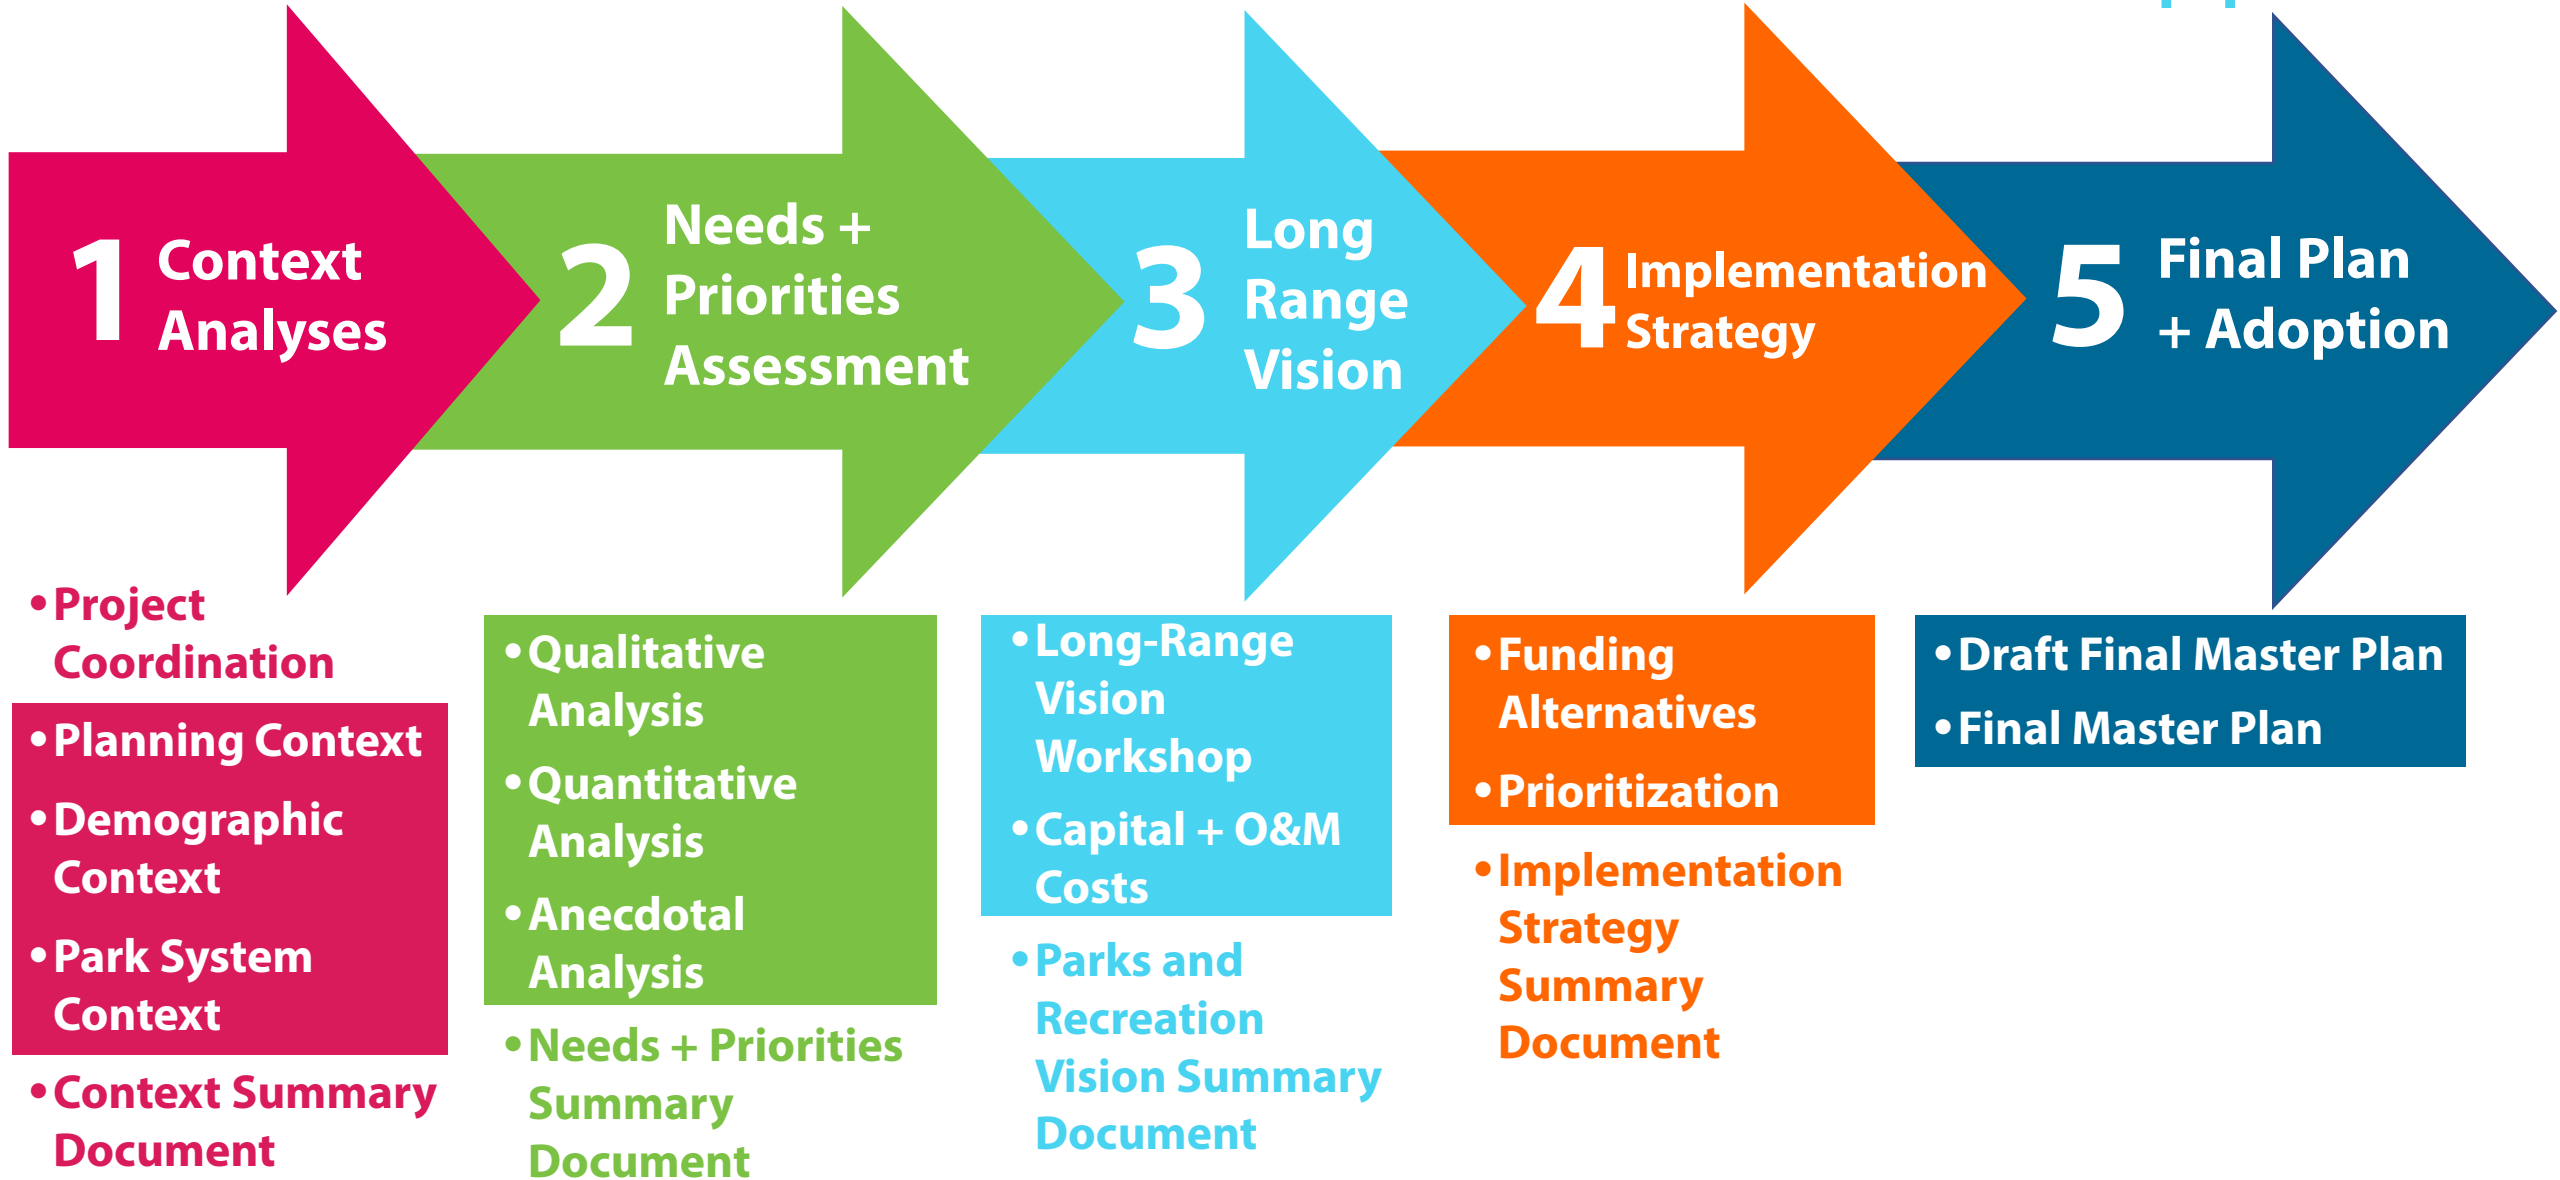 1 Context
Analyses
2 Needs +
Priorities
Assessment
3 Long
Range
Vision
4 Implementation
Strategy
5 Final Plan
+ Adoption
•Project
Coordination
•Planning Context
•Demographic
Context
•Park System
Context
•Context Summary
Document
•Qualitative
Analysis
•Quantitative
Analysis
•Anecdotal
Analysis
•Needs + Priorities
Summary
Document
•Long-Range
Vision
Workshop
•Capital + O&M
Costs
•Parks and
Recreation
Vision Summary
Document
•Funding
Alternatives
•Prioritization
•Implementation
Strategy
Summary
Document
•Draft Final Master Plan
•Final Master Plan